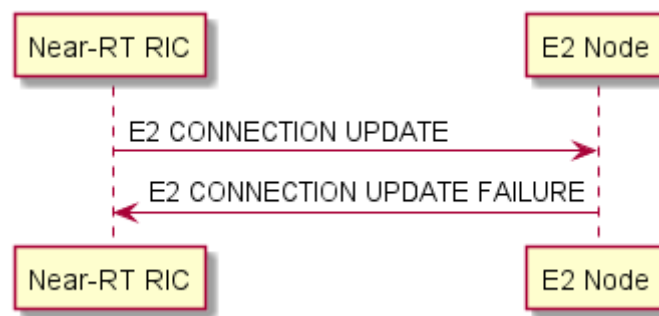 Near-RT RIC
E2 Node
E2 CONNECTION UPDATE
E2 CONNECTION UPDATE FAILURE
Near-RT RIC
E2 Node